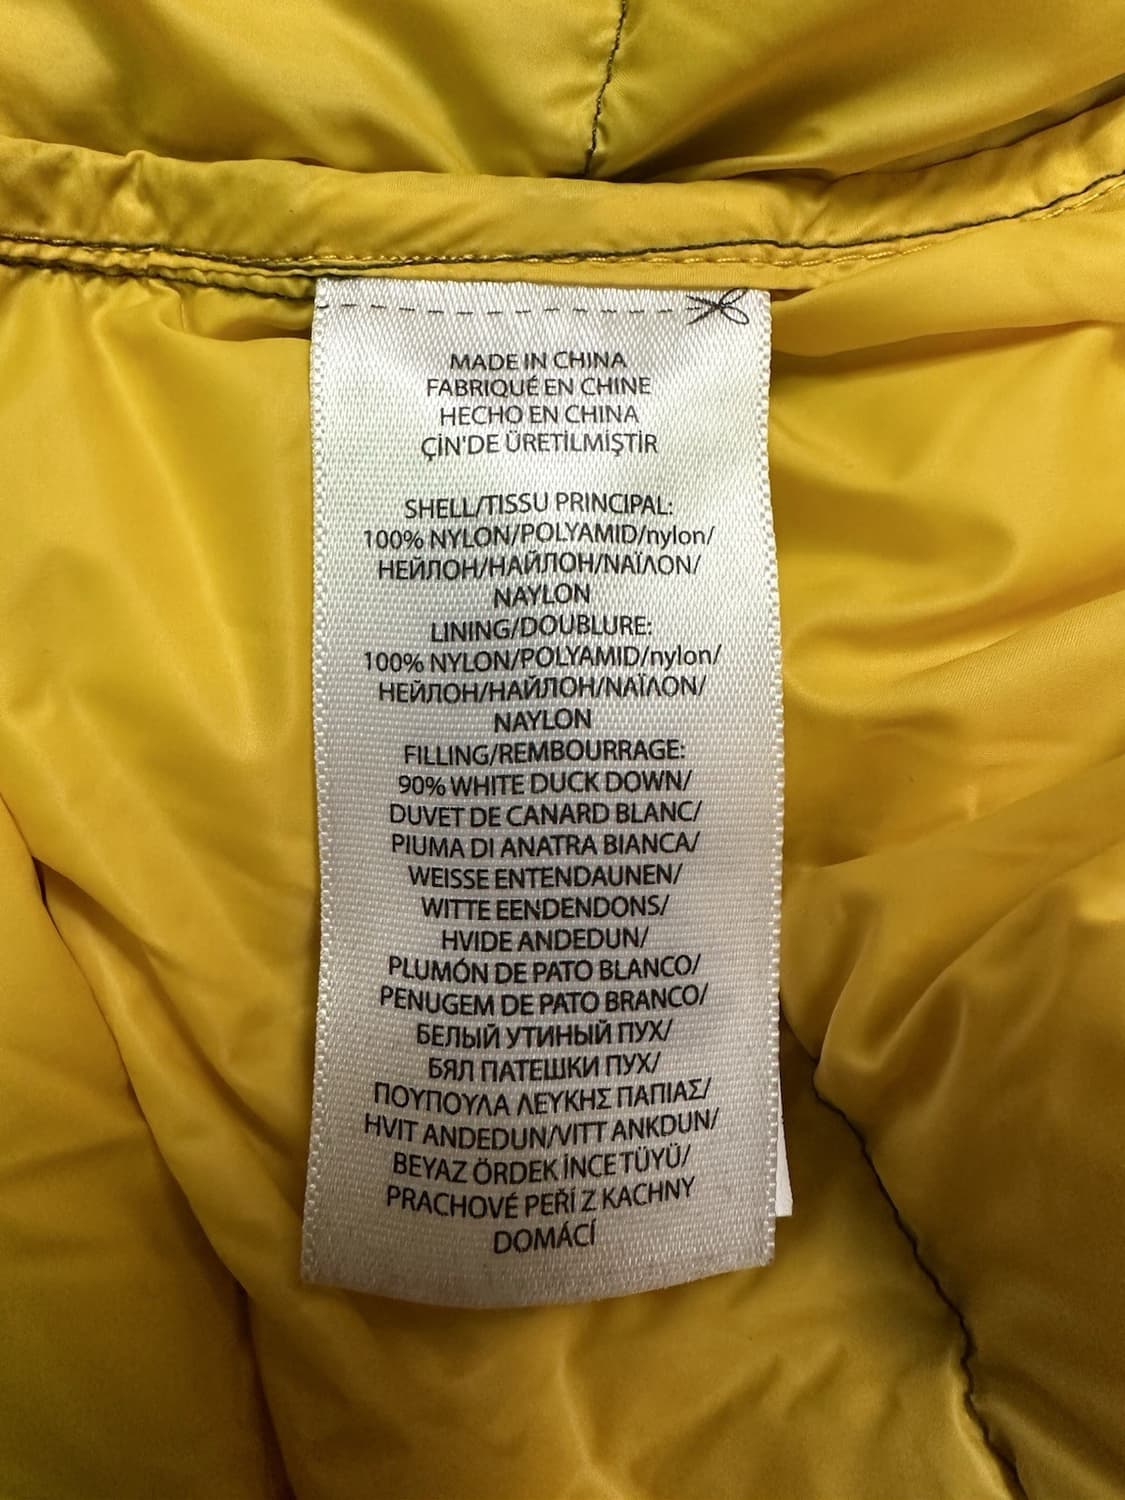 MADE IN CHINA
FABRIQUÉ EN CHINE
HECHO EN CHINA
ÇİN'DE ÜRETİLMİŞTİR
SHELL/TISSU PRINCIPAL:
100% NYLON/POLYAMID/nylon/
НЕЙЛОН/НАЙЛОН/ΝΑΪΛΟΝ/
NAYLON
LINING/DOUBLURE:
100% NYLON/POLYAMID/nylon/
НЕЙЛОН/НАЙЛОН/ΝΑΪΛΟΝ/
NAYLON
FILLING/REMBOURRAGE:
90% WHITE DUCK DOWN/
DUVET DE CANARD BLANC/
PIUMA DI ANATRA BIANCA/
WEISSE ENTENDAUNEN/
WITTE EENDENDONS/
HVIDE ANDEDUN/
PLUMÓN DE PATO BLANCO/
PENUGEM DE PATO BRANCO/
БЕЛЫЙ УТИНЫЙ ПУХ/
БЯЛ ПАТЕШКИ ПУХ/
ΠΟΥΠΟΥΛΑ ΛΕΥΚΗΣ ΠΑΠΙΑΣ/
HVIT ANDEDUN/VITT ANKDUN/
BEYAZ ÖRDEK İNCE TÜYÜ/
PRACHOVÉ PEŘÍ Z KACHNY
DOMÁCÍ